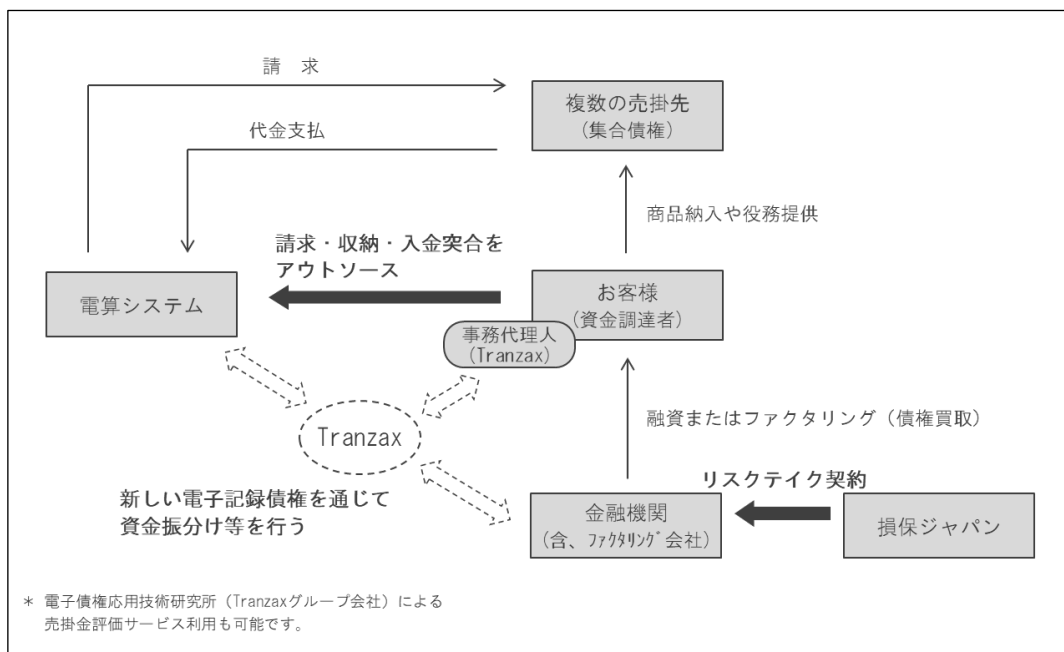 請　求
複数の売掛先
(集合債権)
代金支払
商品納入や役務提供
請求・収納・入金突合を
アウトソース
電算システム
お客様
(資金調達者)
事務代理人
(Tranzax)
Tranzax
融資またはファクタリング（債権買取）
リスクテイク契約
新しい電子記録債権を通じて
資金振分け等を行う
金融機関
(含、ﾌｧｸﾀﾘﾝｸﾞ会社)
損保ジャパン
＊ 電子債権応用技術研究所（Tranzaxグループ会社）による
売掛金評価サービス利用も可能です。